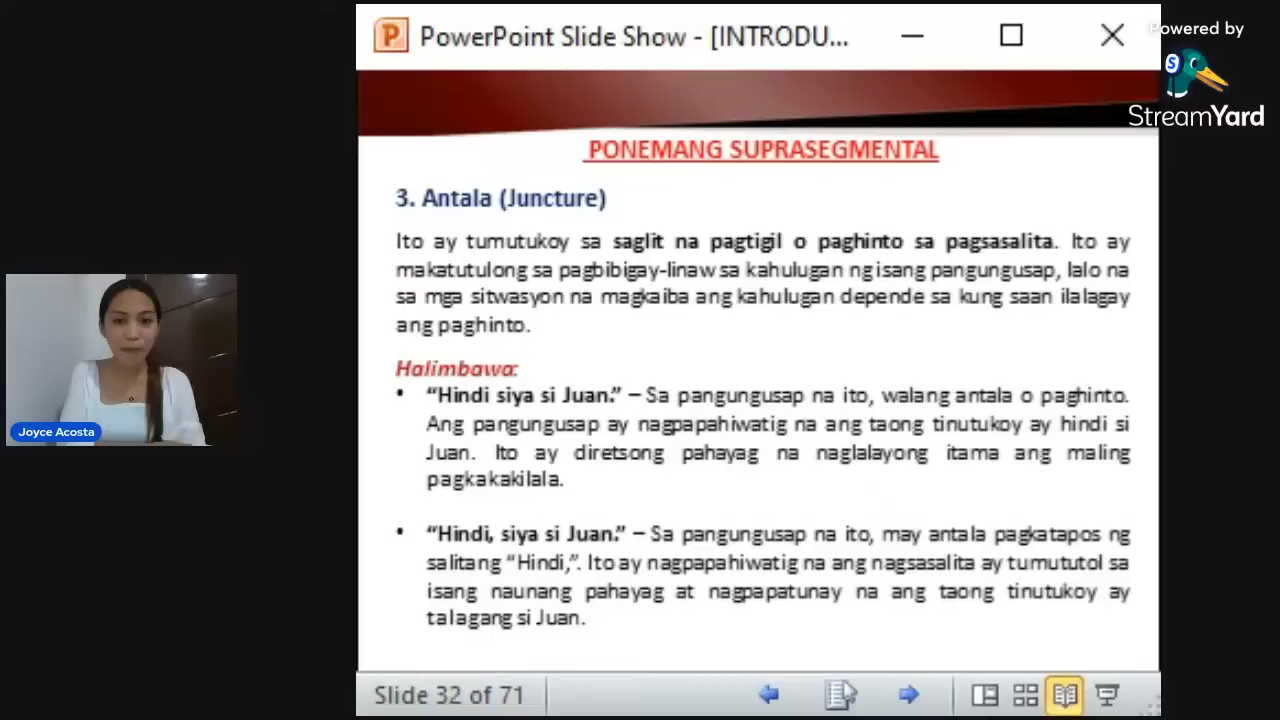 PowerPoint Slide Show - [INTRODU...
Powered by
StreamYard
PONEMANG SUPRASEGMENTAL
3. Antala (Juncture)
Ito ay tumutukoy sa saglit na pagtigil o paghinto sa pagsasalita. Ito ay
makatutulong sa pagbibigay-linaw sa kahulugan ng isang pangungusap, lalo na
sa mga sitwasyon na magkaiba ang kahulugan depende sa kung saan ilalagay
ang paghinto.
Halimbawa:
• “Hindi siya si Juan.” – Sa pangungusap na ito, walang antala o paghinto.
Ang pangungusap ay nagpapahiwatig na ang taong tinutukoy ay hindi si
Juan. Ito ay diretsong pahayag na naglalayong itama ang maling
pagkakakilala.
• “Hindi, siya si Juan.” – Sa pangungusap na ito, may antala pagkatapos ng
salitang “Hindi,”. Ito ay nagpapahiwatig na ang nagsasalita ay tumututol sa
isang naunang pahayag at nagpapatunay na ang taong tinutukoy ay
talagang si Juan.
Joyce Acosta
Slide 32 of 71